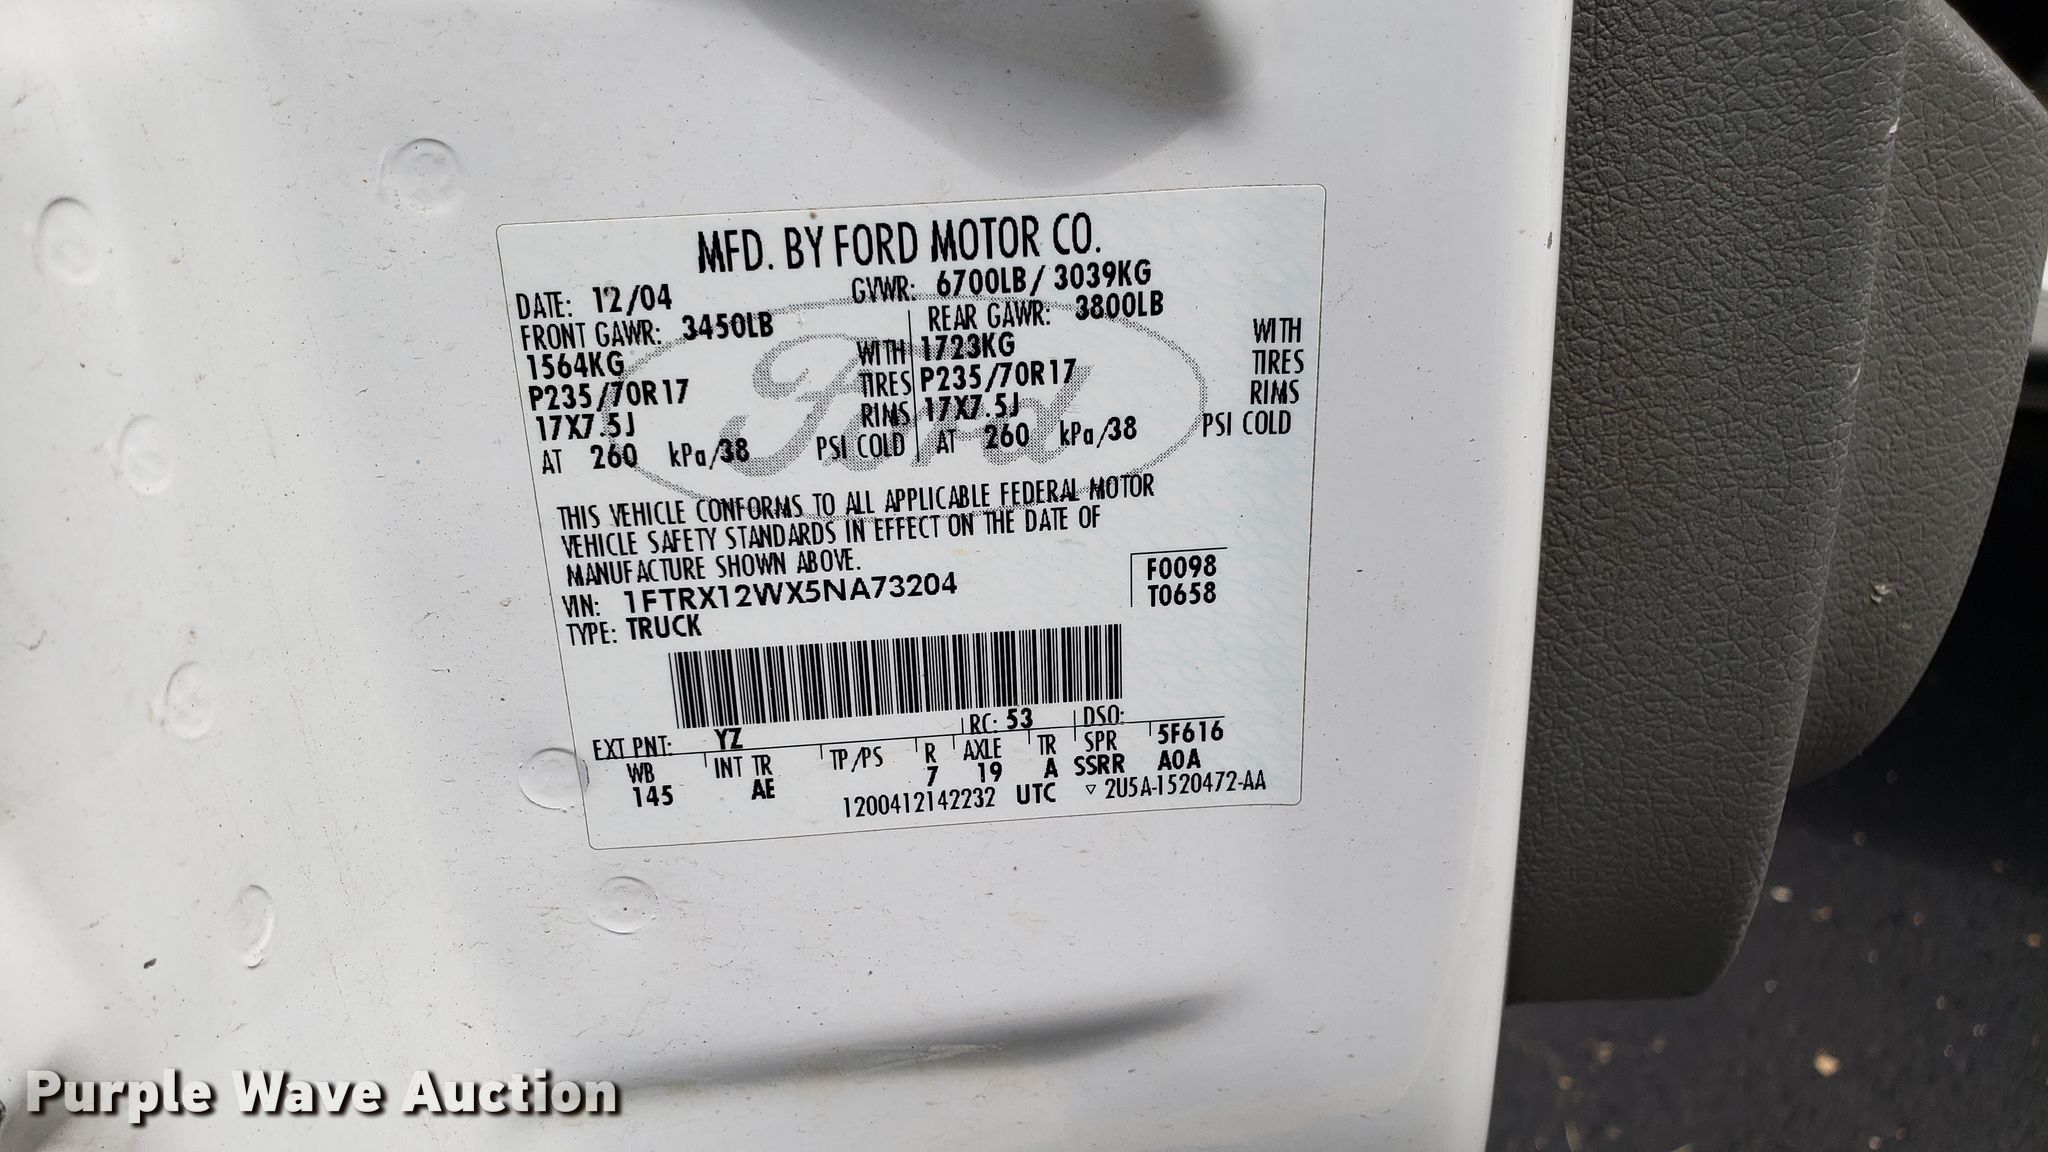 MFD. BY FORD MOTOR CO.
DATE: 12/04 GVWR: 6700LB/ 3039KG
FRONT GAWR: 3450LB REAR GAWR: 3800LB
1564KG WITH 1723KG WITH
P235/70R17 TIRES P235/70R17 TIRES
17X7.5J RIMS 17X7.5J RIMS
AT 260 kPa/38 PSI COLD AT 260 kPa/38 PSI COLD
Ford
THIS VEHICLE CONFORMS TO ALL APPLICABLE FEDERAL MOTOR
VEHICLE SAFETY STANDARDS IN EFFECT ON THE DATE OF
MANUFACTURE SHOWN ABOVE.
VIN: 1FTRX12WX5NA73204 F0098
TYPE: TRUCK T0658
EXT PNT: YZ RC: 53 DSO:
WB INT TR TP/PS R AXLE TR SPR 5F616
145 AE 7 19 A SSRR A0A
1200412142232 UTC ▽ 2U5A-1520472-AA
Purple Wave Auction